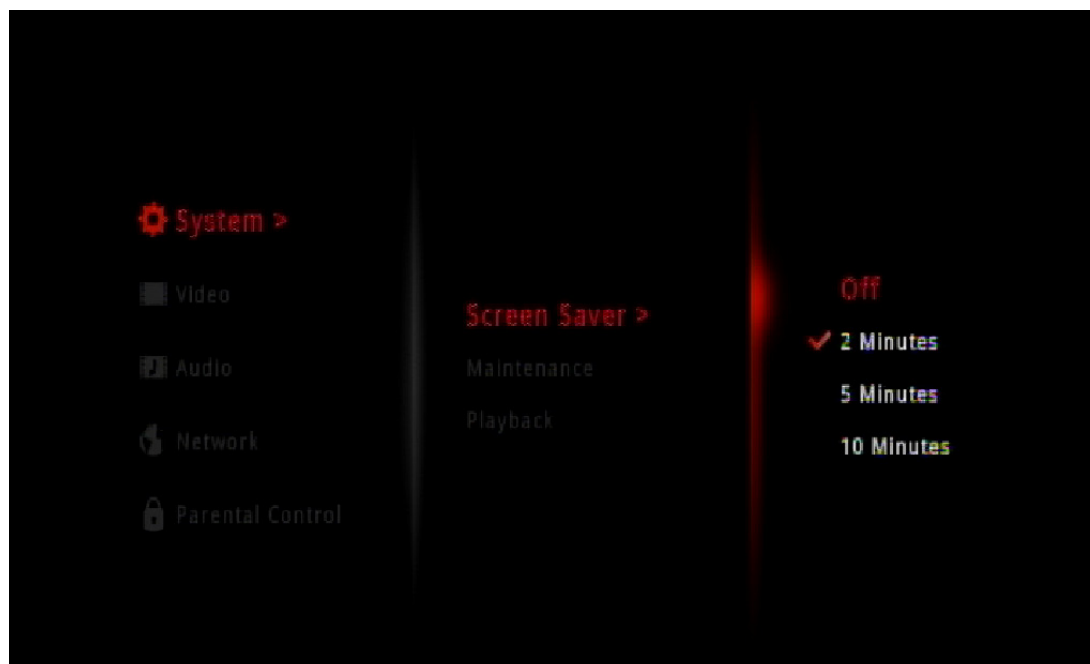 System >
Video
Audio
Network
Parental Control
Screen Saver >
Maintenance
Playback
Off
2 Minutes
5 Minutes
10 Minutes